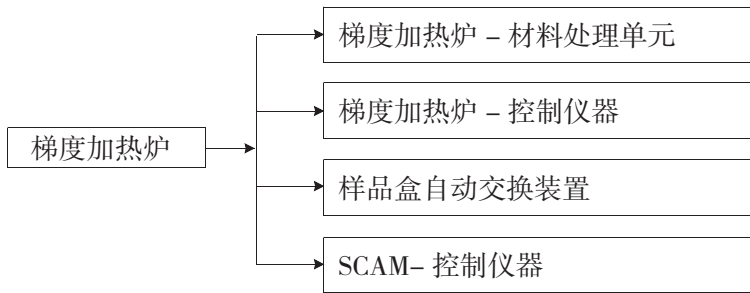 梯度加热炉
梯度加热炉 – 材料处理单元
梯度加热炉 – 控制仪器
样品盒自动交换装置
SCAM– 控制仪器